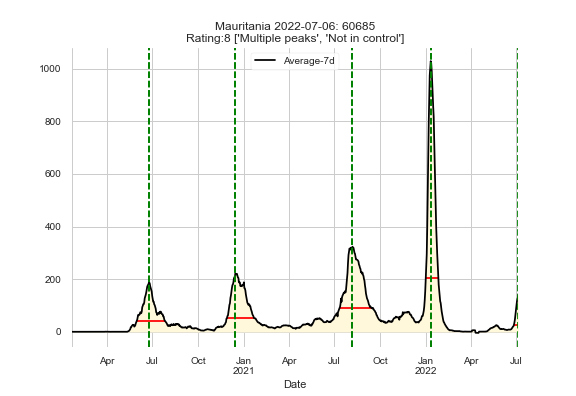 Mauritania 2022-07-06: 60685
Rating:8 ['Multiple peaks', 'Not in control']
Average-7d
1000
800
600
400
200
0
Apr Jul Oct Jan Apr Jul Oct Jan Jul
2021 2022
Apr
Date